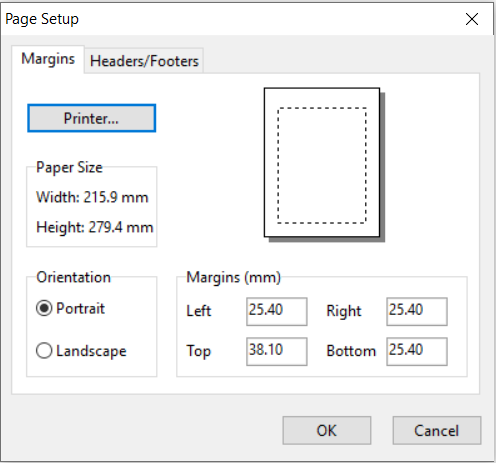 Page Setup
Margins
Headers/Footers
Printer...
Paper Size
Width: 215.9 mm
Height: 279.4 mm
Orientation
Portrait
Landscape
Margins (mm)
Left 25.40 Right 25.40
Top 38.10 Bottom 25.40
OK Cancel